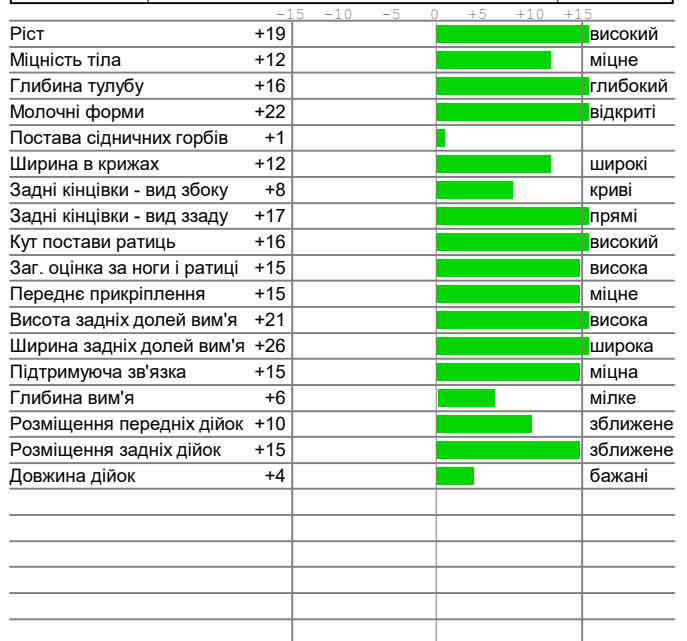 -15 -10 -5 0 +5 +10 +15
Ріст +19 високий
Міцність тіла +12 міцне
Глибина тулубу +16 глибокий
Молочні форми +22 відкриті
Постава сідничних горбів +1
Ширина в крижах +12 широкі
Задні кінцівки - вид збоку +8 криві
Задні кінцівки - вид ззаду +17 прямі
Кут постави ратиць +16 високий
Заг. оцінка за ноги і ратиці +15 висока
Переднє прикріплення +15 міцне
Висота задніх долей вим'я +21 висока
Ширина задніх долей вим'я +26 широка
Підтримуюча зв'язка +15 міцна
Глибина вим'я +6 мілке
Розміщення передніх дійок +10 зближене
Розміщення задніх дійок +15 зближене
Довжина дійок +4 бажані